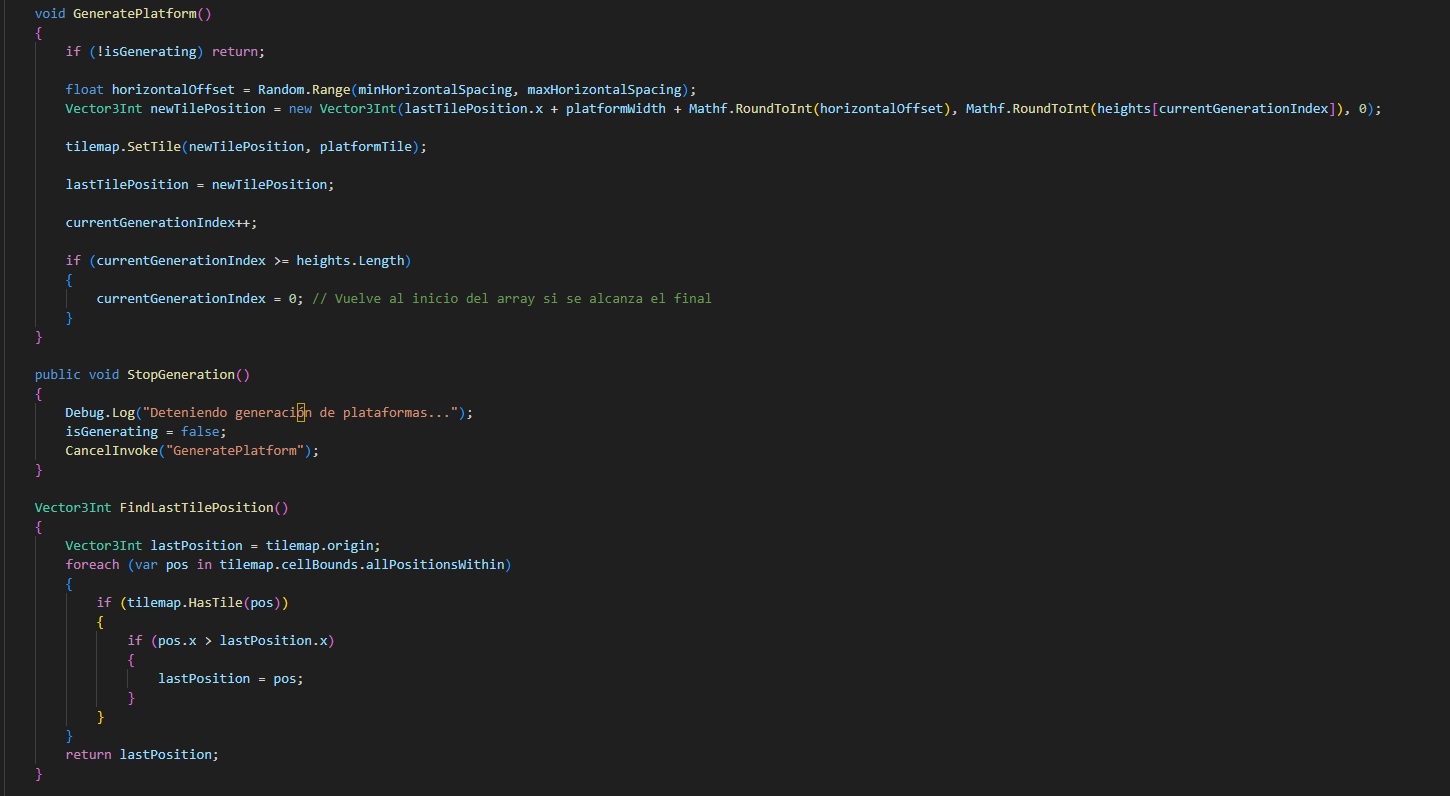 void GeneratePlatform()
{
if (!isGenerating) return;
float horizontalOffset = Random.Range(minHorizontalSpacing, maxHorizontalSpacing);
Vector3Int newTilePosition = new Vector3Int(lastTilePosition.x + platformWidth + Mathf.RoundToInt(horizontalOffset), Mathf.RoundToInt(heights[currentGenerationIndex]), 0);
tilemap.SetTile(newTilePosition, platformTile);
lastTilePosition = newTilePosition;
currentGenerationIndex++;
if (currentGenerationIndex >= heights.Length)
{
currentGenerationIndex = 0; // Vuelve al inicio del array si se alcanza el final
}
}
public void StopGeneration()
{
Debug.Log("Deteniendo generación de plataformas...");
isGenerating = false;
CancelInvoke("GeneratePlatform");
}
Vector3Int FindLastTilePosition()
{
Vector3Int lastPosition = tilemap.origin;
foreach (var pos in tilemap.cellBounds.allPositionsWithin)
{
if (tilemap.HasTile(pos))
{
if (pos.x > lastPosition.x)
{
lastPosition = pos;
}
}
}
return lastPosition;
}